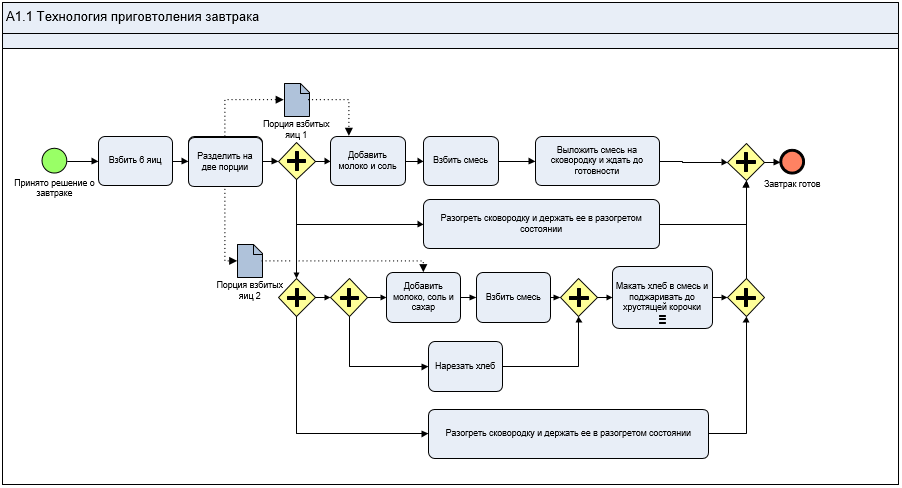 А1.1 Технология приговтоления завтрака
Порция взбитых
яиц 1
Принято решение о
завтраке
Взбить 6 яиц
Разделить на
две порции
Добавить
молоко и соль
Взбить смесь
Выложить смесь на
сковородку и ждать до
готовности
Завтрак готов
Разогреть сковородку и держать ее в разогретом
состоянии
Порция взбитых
яиц 2
Добавить
молоко, соль и
сахар
Взбить смесь
Макать хлеб в смесь и
поджаривать до
хрустящей корочки
Нарезать хлеб
Разогреть сковородку и держать ее в разогретом состоянии